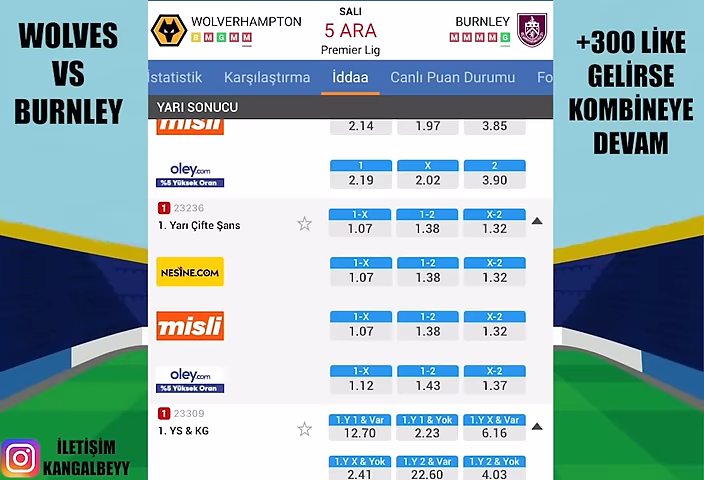 WOLVES
VS
BURNLEY
WOLVERHAMPTON
B M G M M
SALI
5 ARA
Premier Lig
BURNLEY
M M M M G
+300 LİKE
GELİRSE
KOMBİNEYE
DEVAM
İstatistik Karşılaştırma İddaa Canlı Puan Durumu Fo
YARI SONUCU
misli 2.14 1.97 3.85
1 X 2
oley.com 2.19 2.02 3.90
%5 Yüksek Oran
1 23236 1-X 1-2 X-2
1. Yarı Çifte Şans 1.07 1.38 1.32
1-X 1-2 X-2
NESİNE.COM 1.07 1.38 1.32
1-X 1-2 X-2
misli 1.07 1.38 1.32
1-X 1-2 X-2
oley.com 1.12 1.43 1.37
%5 Yüksek Oran
1 23309 1.Y 1 & Var 1.Y 1 & Yok 1.Y X & Var
1. YS & KG 12.70 2.23 6.16
1.Y X & Yok 1.Y 2 & Var 1.Y 2 & Yok
2.41 22.60 4.03
İLETİŞİM
KANGALBEYY